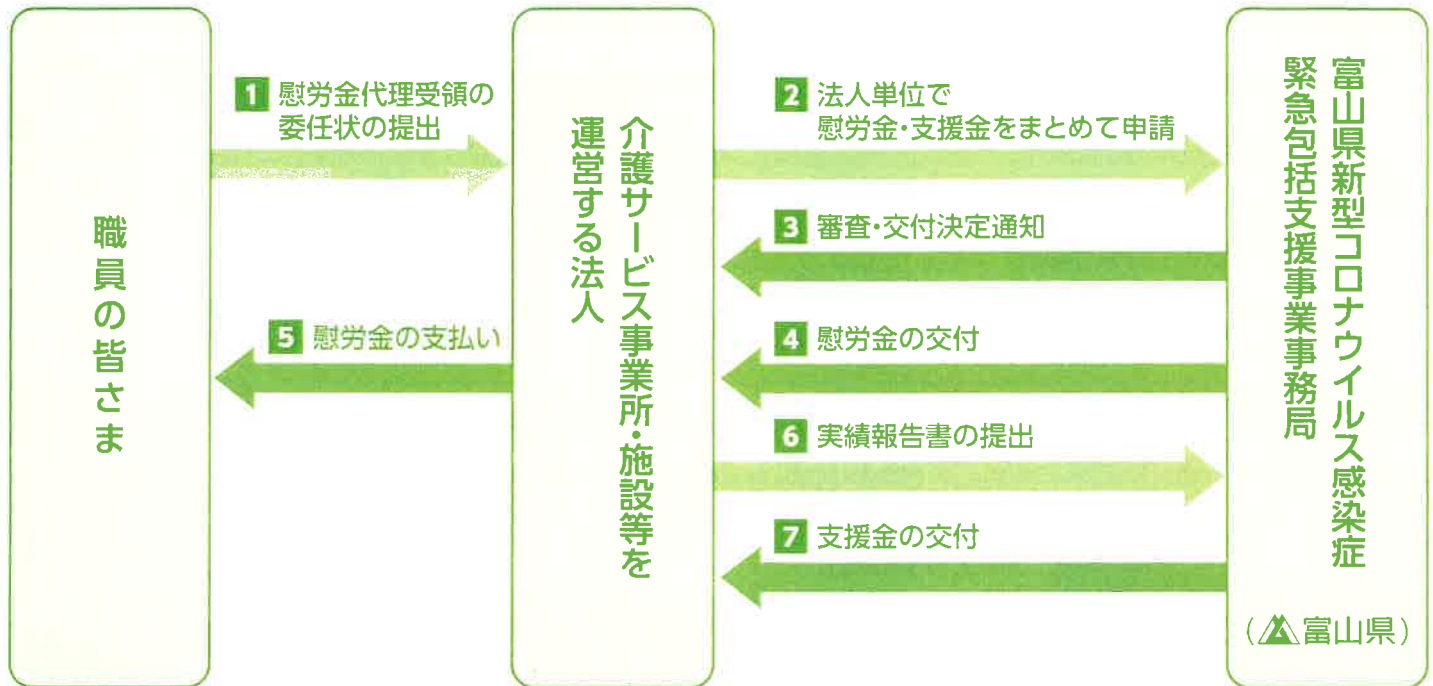 職員の皆さま
1 慰労金代理受領の
委任状の提出
5 慰労金の支払い
介護サービス事業所・施設等を
運営する法人
2 法人単位で
慰労金・支援金をまとめて申請
3 審査・交付決定通知
4 慰労金の交付
6 実績報告書の提出
7 支援金の交付
富山県新型コロナウイルス感染症
緊急包括支援事業事務局
(富山県)